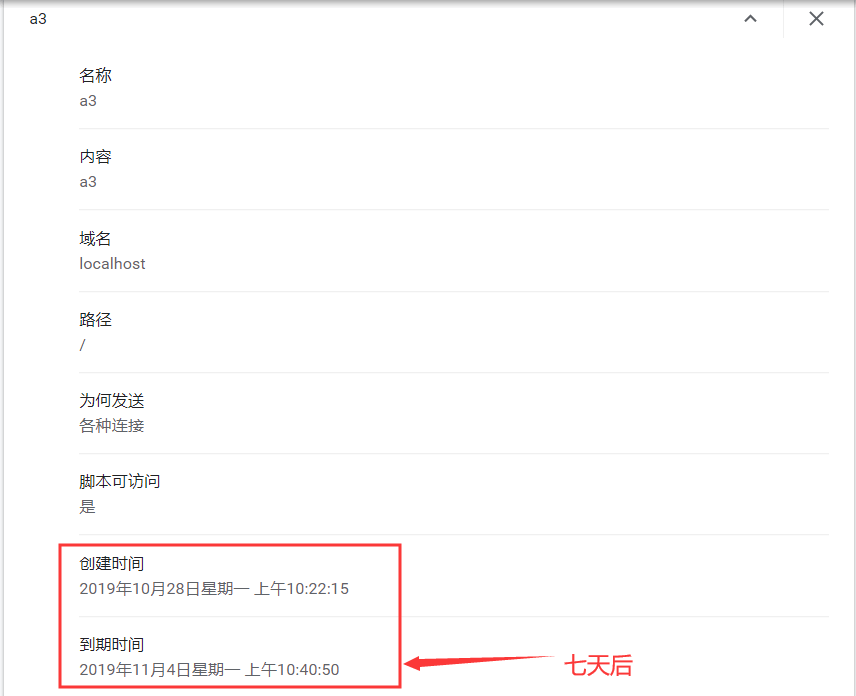 a3
名称
a3
内容
a3
域名
localhost
路径
/
为何发送
各种连接
脚本可访问
是
创建时间
2019年10月28日星期一 上午10:22:15
到期时间
2019年11月4日星期一 上午10:40:50
七天后